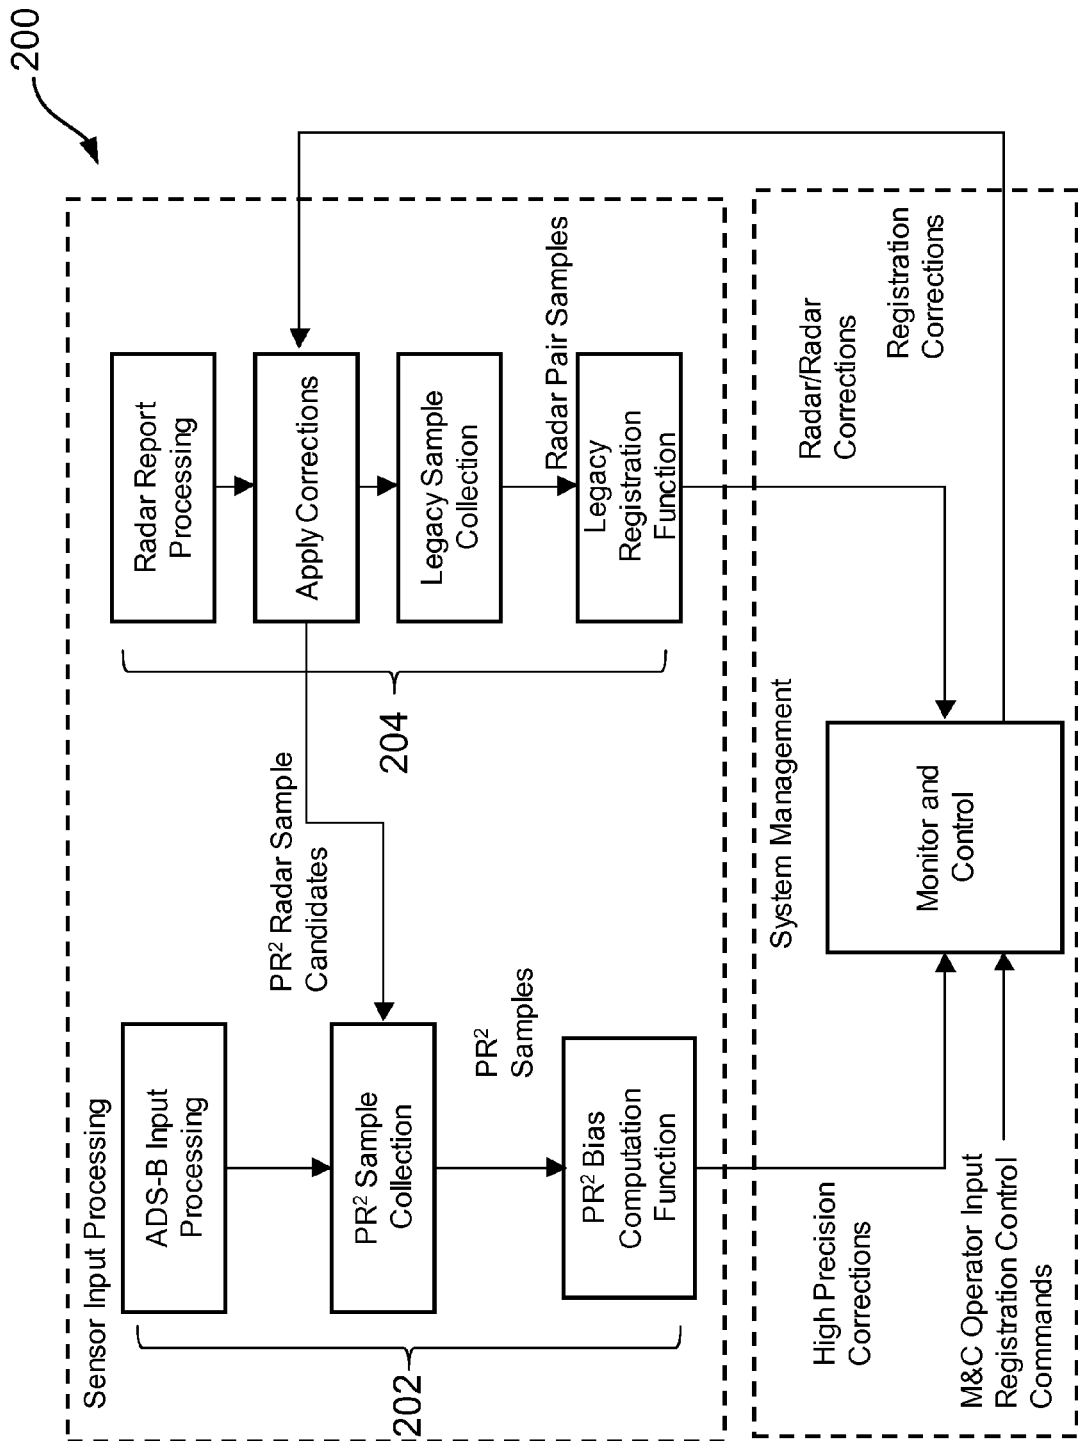 200
Sensor Input Processing
ADS-B Input
Processing
PR² Sample
Collection
PR²
Samples
PR² Bias
Computation
Function
202
PR² Radar Sample
Candidates
Radar Report
Processing
Apply Corrections
Legacy Sample
Collection
Radar Pair Samples
Legacy
Registration
Function
204
System Management
High Precision
Corrections
M&C Operator Input
Registration Control
Commands
Monitor and
Control
Radar/Radar
Corrections
Registration
Corrections